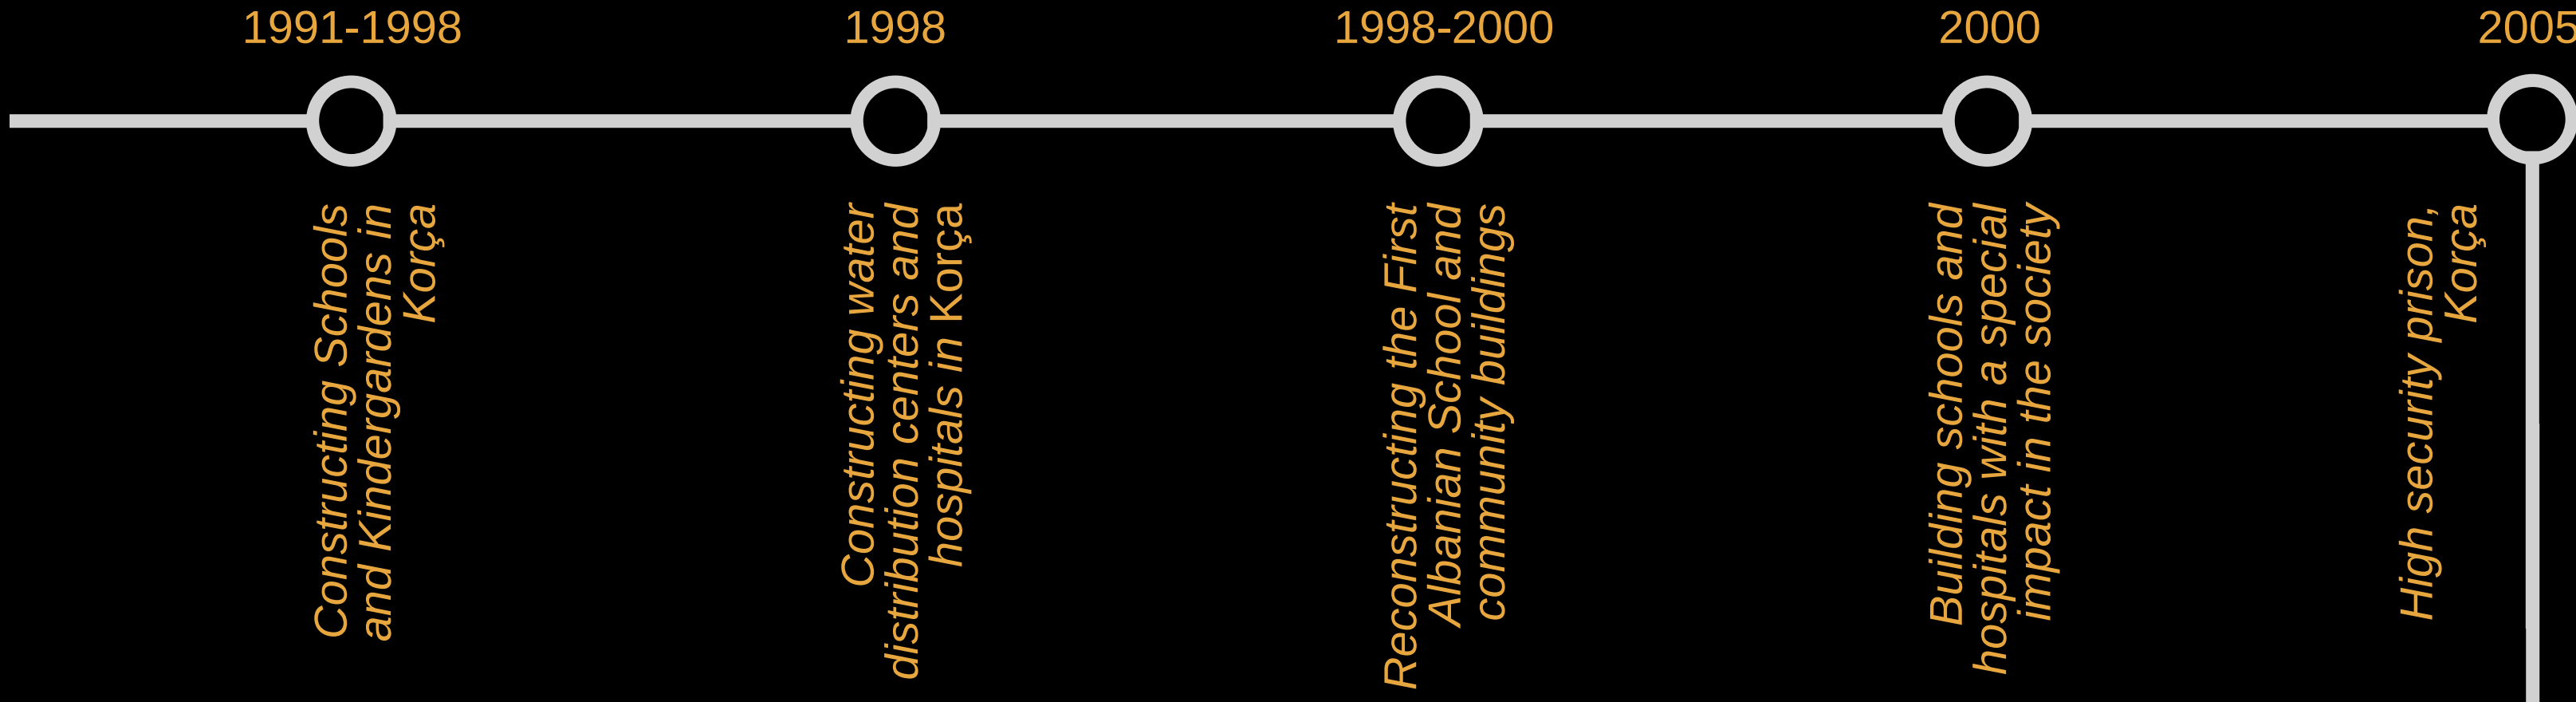 1991-1998
Constructing Schools
and Kindergardens in
Korça
1998
Constructing water
distribution centers and
hospitals in Korça
1998-2000
Reconstructing the First
Albanian School and
community buildings
2000
Building schools and
hospitals with a special
impact in the society
2005
High security prison,
Korça